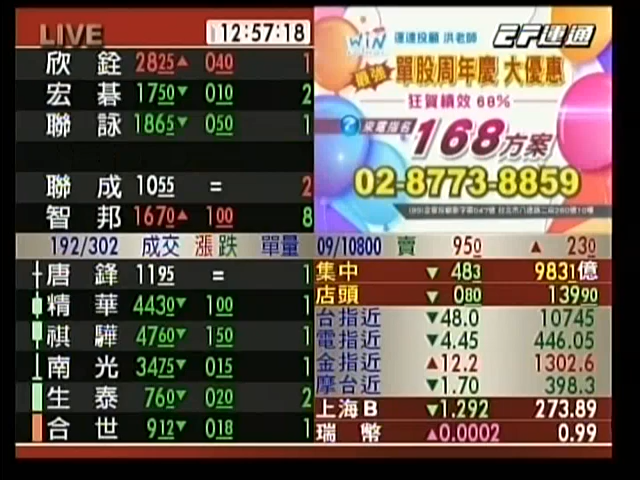 LIVE 12:57:18
欣銓 2825▲ 040 1
宏碁 1750▼ 010 2
聯詠 1865▼ 050 1
聯成 1055 = 2
智邦 1670▲ 100 8
192/302 成交 漲跌 單量
唐鋒 1195 = 1
精華 4430▼ 100 1
祺驊 4760▼ 150 1
南光 3475▼ 015 1
生泰 760▼ 020 2
合世 912▼ 018 1
WIN 運達投顧 洪老師 運通
最強 單股周年慶 大優惠
狂賀績效 68%
來電指名 168方案
02-8773-8859
09/10800 賣 950 ▲ 230
集中 ▼ 483 9831億
店頭 ▼ 080 13990
台指近 ▼48.0 10745
電指近 ▼4.45 446.05
金指近 ▲12.2 1302.6
摩台近 ▼1.70 398.3
上海B ▼1.292 273.89
瑞幣 ▲0.0002 0.99